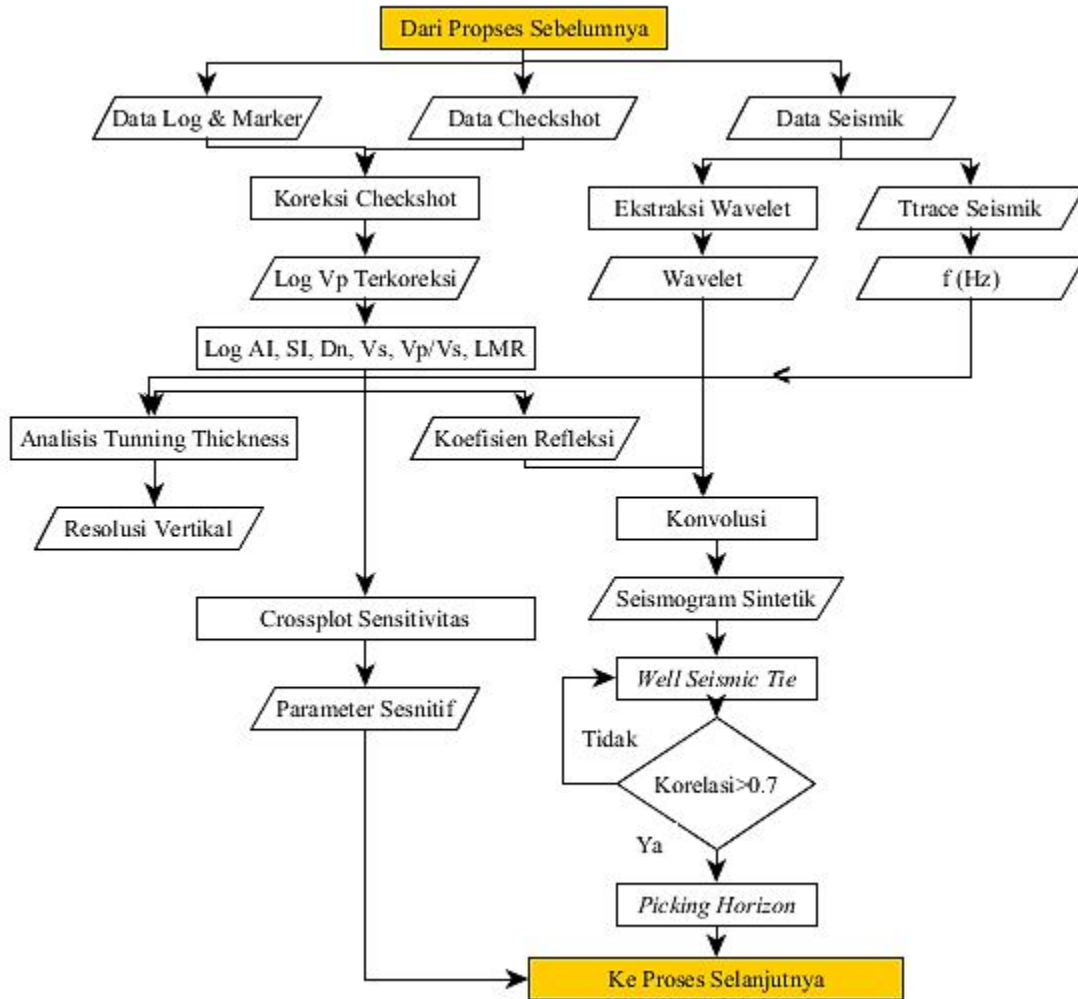 Dari Propses Sebelumnya
Data Log & Marker
Data Checkshot
Data Seismik
Koreksi Checkshot
Ekstraksi Wavelet
Ttrace Seismik
Log Vp Terkoreksi
Wavelet
f (Hz)
Log AI, SI, Dn, Vs, Vp/Vs, LMR
Analisis Tunning Thickness
Koefisien Refleksi
Resolusi Vertikal
Konvolusi
Seismogram Sintetik
Crossplot Sensitivitas
Well Seismic Tie
Parameter Sesnitif
Tidak
Korelasi>0.7
Ya
Picking Horizon
Ke Proses Selanjutnya